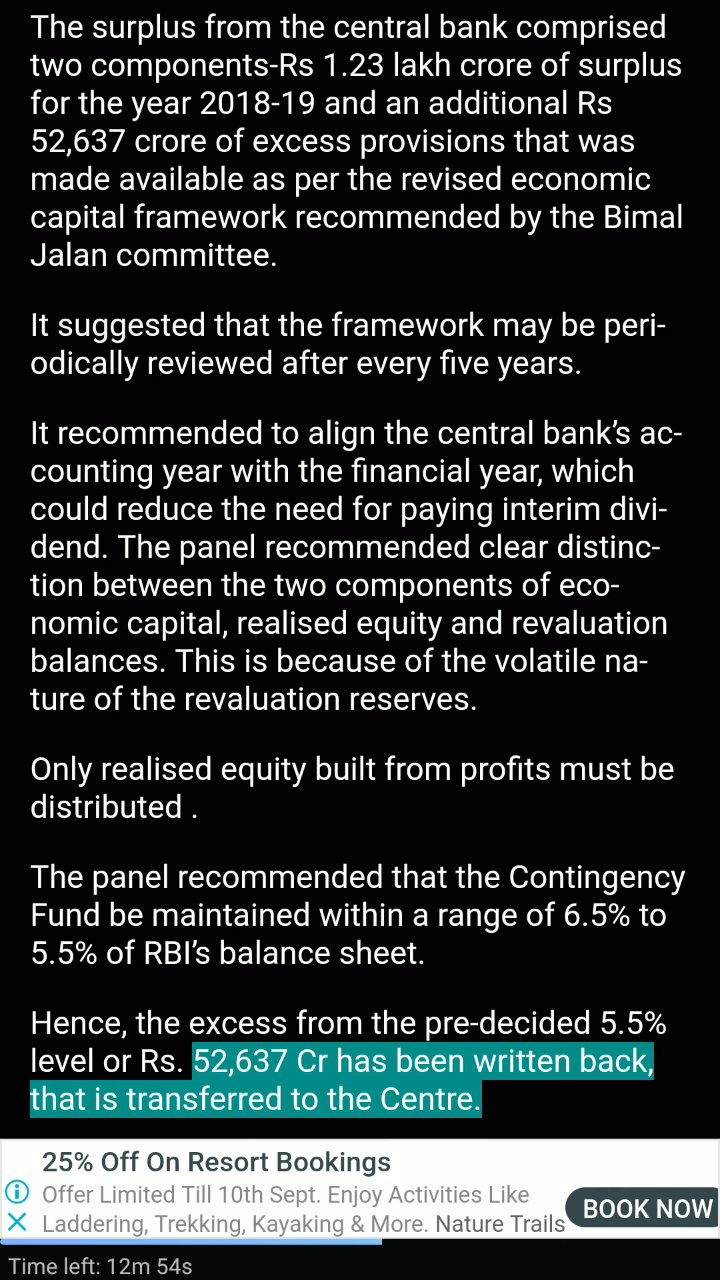 The surplus from the central bank comprised
two components-Rs 1.23 lakh crore of surplus
for the year 2018-19 and an additional Rs
52,637 crore of excess provisions that was
made available as per the revised economic
capital framework recommended by the Bimal
Jalan committee.
It suggested that the framework may be peri-
odically reviewed after every five years.
It recommended to align the central bank’s ac-
counting year with the financial year, which
could reduce the need for paying interim divi-
dend. The panel recommended clear distinc-
tion between the two components of eco-
nomic capital, realised equity and revaluation
balances. This is because of the volatile na-
ture of the revaluation reserves.
Only realised equity built from profits must be
distributed .
The panel recommended that the Contingency
Fund be maintained within a range of 6.5% to
5.5% of RBI’s balance sheet.
Hence, the excess from the pre-decided 5.5%
level or Rs. 52,637 Cr has been written back,
that is transferred to the Centre.
25% Off On Resort Bookings
Offer Limited Till 10th Sept. Enjoy Activities Like
Laddering, Trekking, Kayaking & More. Nature Trails
BOOK NOW
Time left: 12m 54s